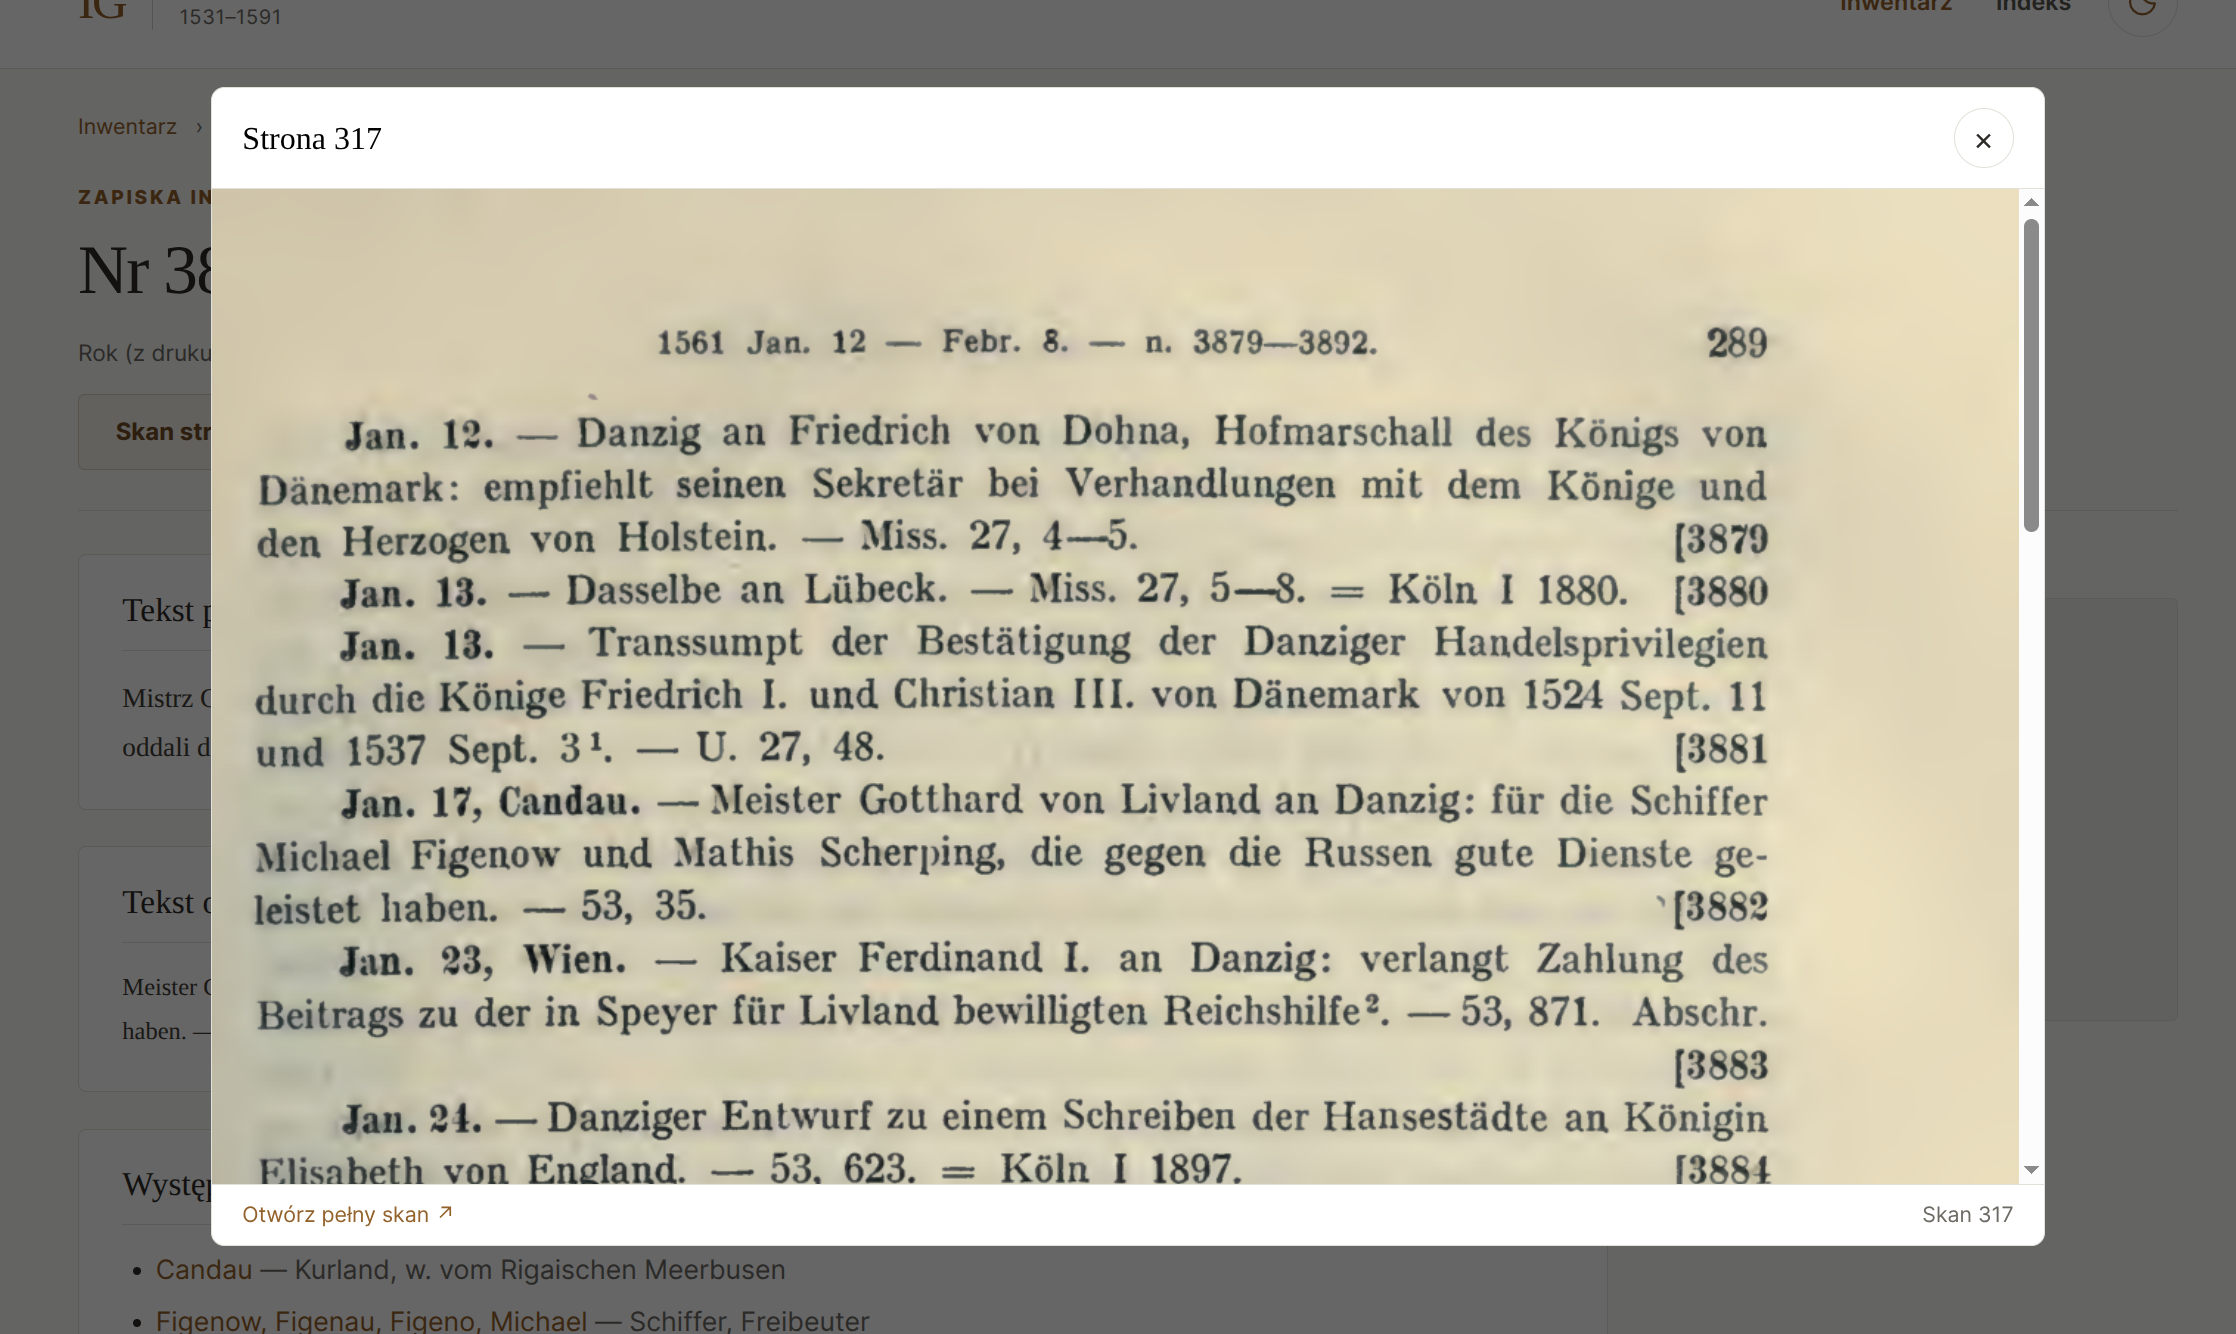 IG
1531–1591
Inwentarz
Indeks
Inwentarz ›
ZAPISKA
Nr 38
Rok (z druku
Skan
Tekst
Mistrz
oddali
Tekst
Meister
haben. —
Candau — Kurland, w. vom Rigaischen Meerbusen
Figenow, Figenau, Figeno, Michael — Schiffer, Freibeuter
Strona 317
×
1561 Jan. 12 — Febr. 8. — n. 3879—3892. 289
Jan. 12. — Danzig an Friedrich von Dohna, Hofmarschall des Königs von
Dänemark: empfiehlt seinen Sekretär bei Verhandlungen mit dem Könige und
den Herzogen von Holstein. — Miss. 27, 4—5. [3879
Jan. 13. — Dasselbe an Lübeck. — Miss. 27, 5—8. = Köln I 1880. [3880
Jan. 13. — Transsumpt der Bestätigung der Danziger Handelsprivilegien
durch die Könige Friedrich I. und Christian III. von Dänemark von 1524 Sept. 11
und 1537 Sept. 3¹. — U. 27, 48. [3881
Jan. 17, Candau. — Meister Gotthard von Livland an Danzig: für die Schiffer
Michael Figenow und Mathis Scherping, die gegen die Russen gute Dienste ge-
leistet haben. — 53, 35. [3882
Jan. 23, Wien. — Kaiser Ferdinand I. an Danzig: verlangt Zahlung des
Beitrags zu der in Speyer für Livland bewilligten Reichshilfe². — 53, 871. Abschr.
[3883
Jan. 24. — Danziger Entwurf zu einem Schreiben der Hansestädte an Königin
Elisabeth von England. — 53, 623. = Köln I 1897. [3884
Otwórz pełny skan ↗
Skan 317